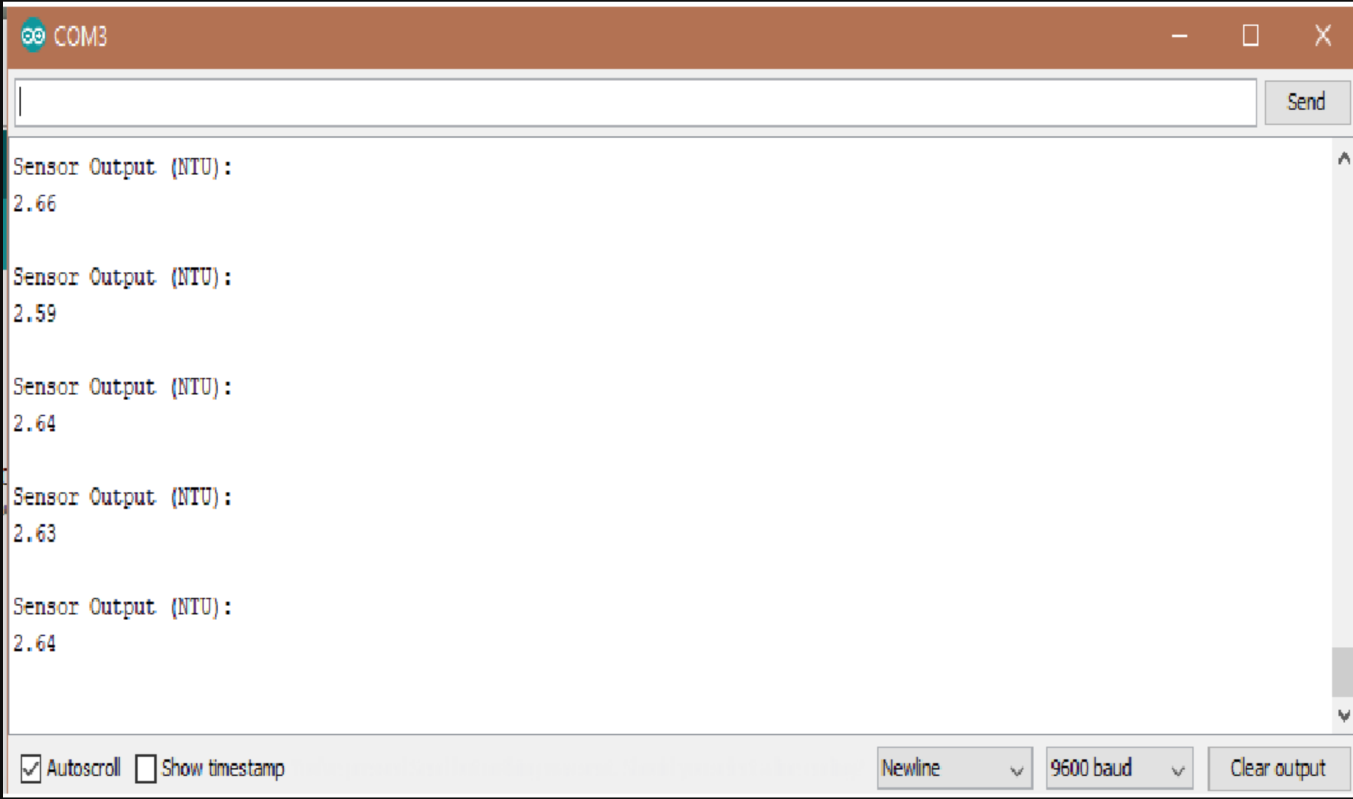 COM3
Send
Sensor Output (NTU):
2.66
Sensor Output (NTU):
2.59
Sensor Output (NTU):
2.64
Sensor Output (NTU):
2.63
Sensor Output (NTU):
2.64
Autoscroll Show timestamp Newline 9600 baud Clear output